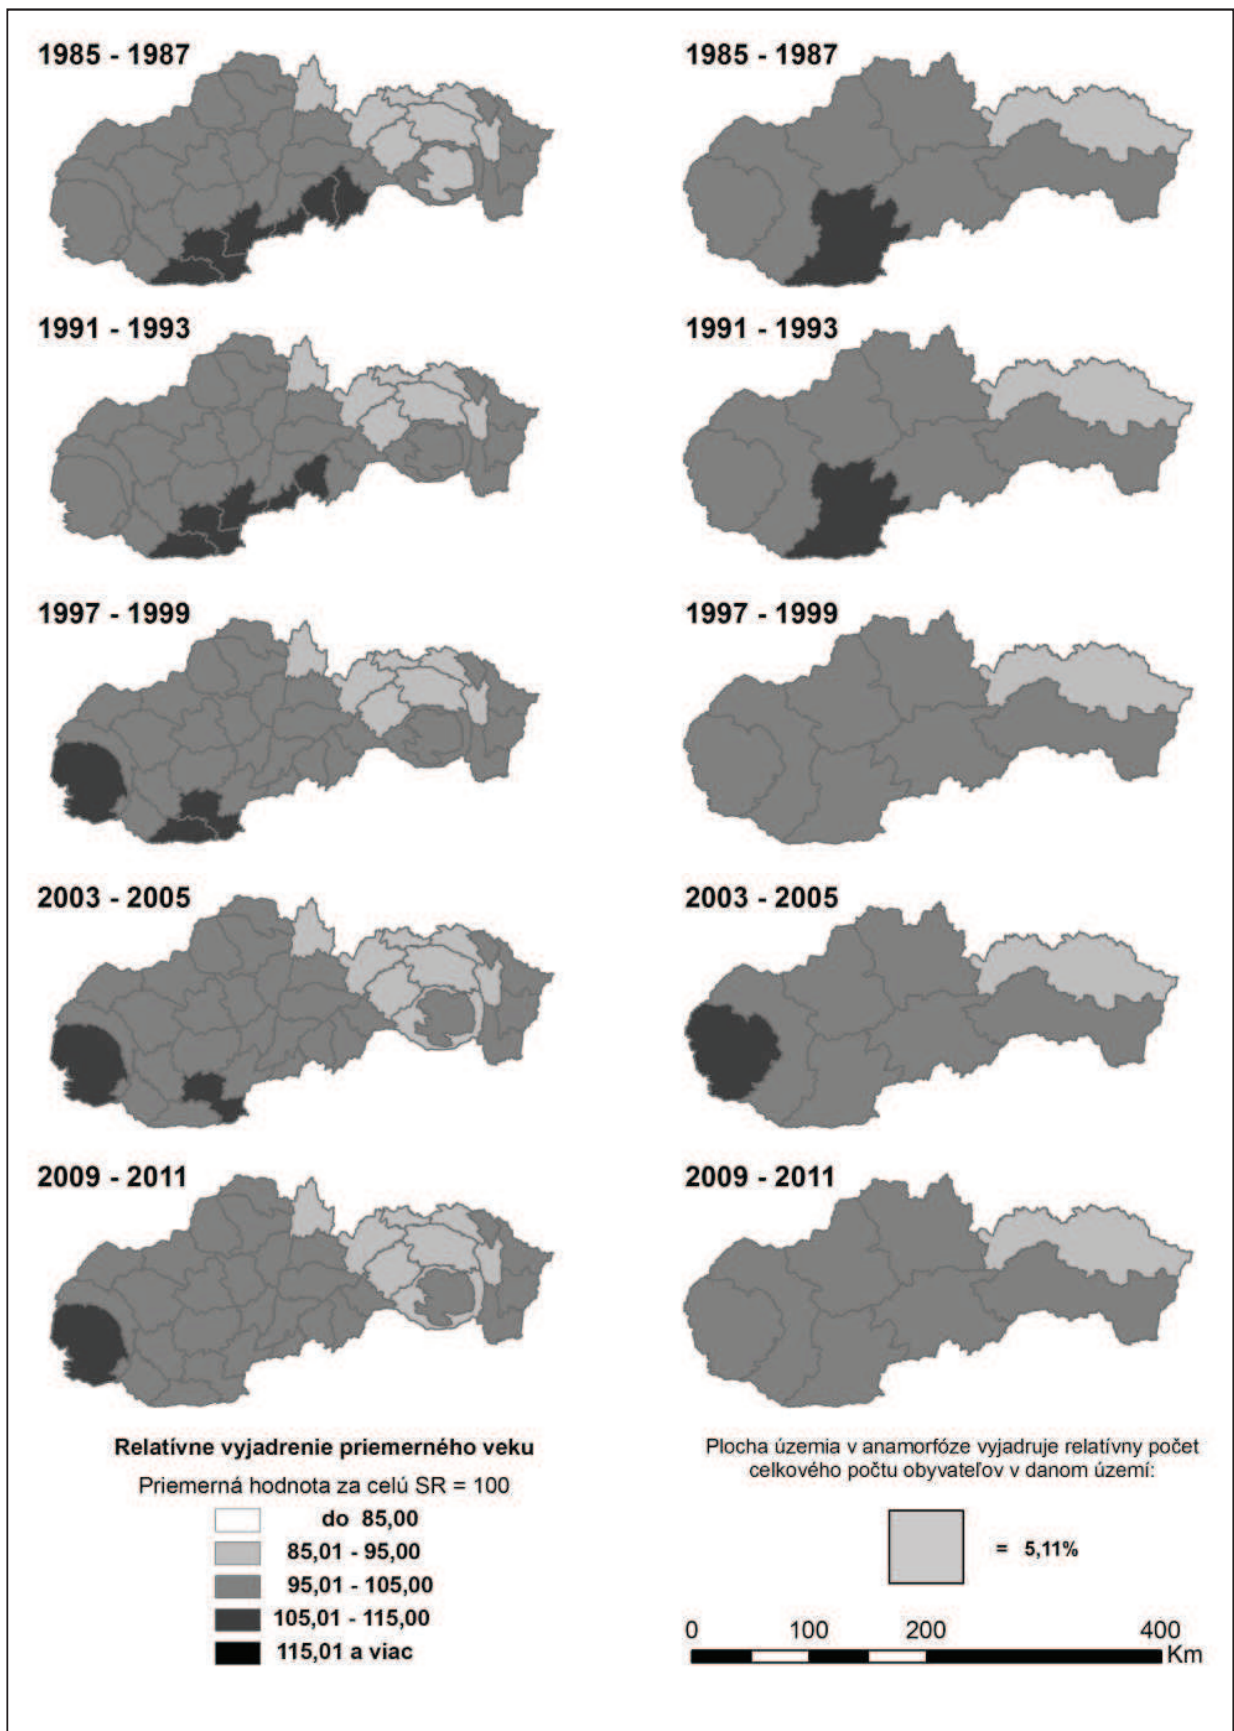 1985 - 1987
1985 - 1987
1991 - 1993
1991 - 1993
1997 - 1999
1997 - 1999
2003 - 2005
2003 - 2005
2009 - 2011
2009 - 2011
Relatívne vyjadrenie priemerného veku
Priemerná hodnota za celú SR = 100
do 85,00
85,01 - 95,00
95,01 - 105,00
105,01 - 115,00
115,01 a viac
Plocha územia v anamorfóze vyjadruje relatívny počet
celkového počtu obyvateľov v danom území:
= 5,11%
0 100 200 400
Km